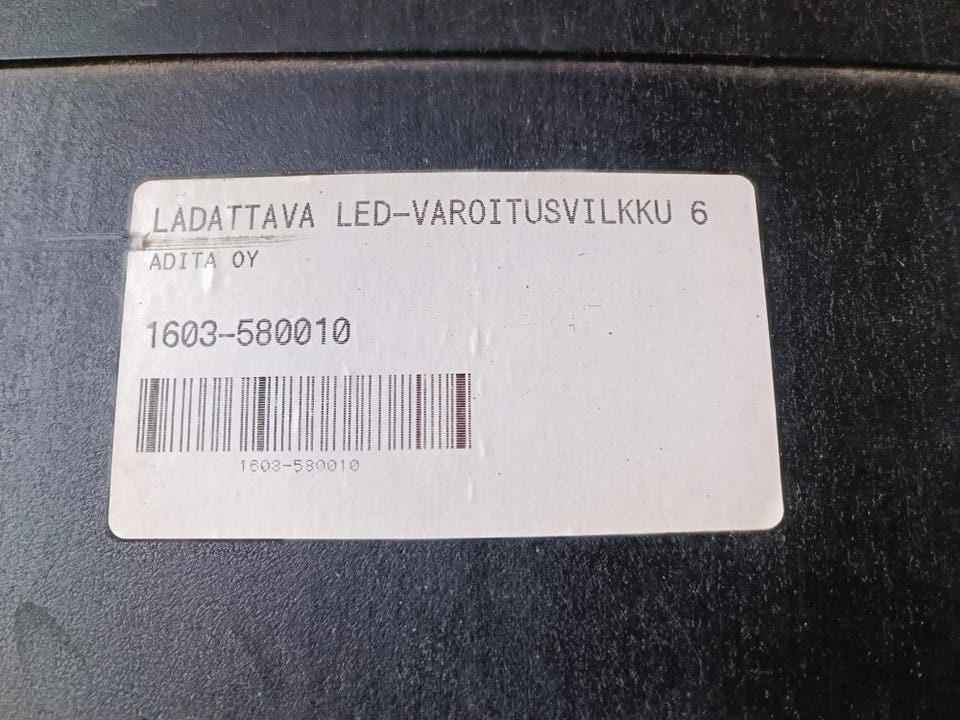 LADATTAVA LED-VAROITUSVILKKU 6
ADITA OY
1603-580010
1603-580010